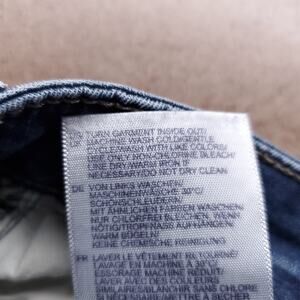 US TURN GARMENT INSIDE OUT/
UK MACHINE WASH COLD/GENTLE
CYCLE/WASH WITH LIKE COLORS/
USE ONLY NON-CHLORINE BLEACH/
LINE DRY/WARM IRON IF
NECESSARY/DO NOT DRY CLEAN
DE VON LINKS WASCHEN/
MASCHINENWÄSCHE 30°C/
SCHONSCHLEUDERN/
MIT ÄHNLICHEN FARBEN WASCHEN/
NUR CHLORFREI BLEICHEN, WENN
NÖTIG/TROPFNASS AUFHÄNGEN/
WARM BÜGELN/
KEINE CHEMISCHE REINIGUNG
FR LAVER LE VÊTEMENT RETOURNÉ/
LAVAGE EN MACHINE À 30°C/
ESSORAGE MACHINE RÉDUIT/
LAVER AVEC DES COULEURS
SIMILAIRES/BLANCHIR SANS CHLORE